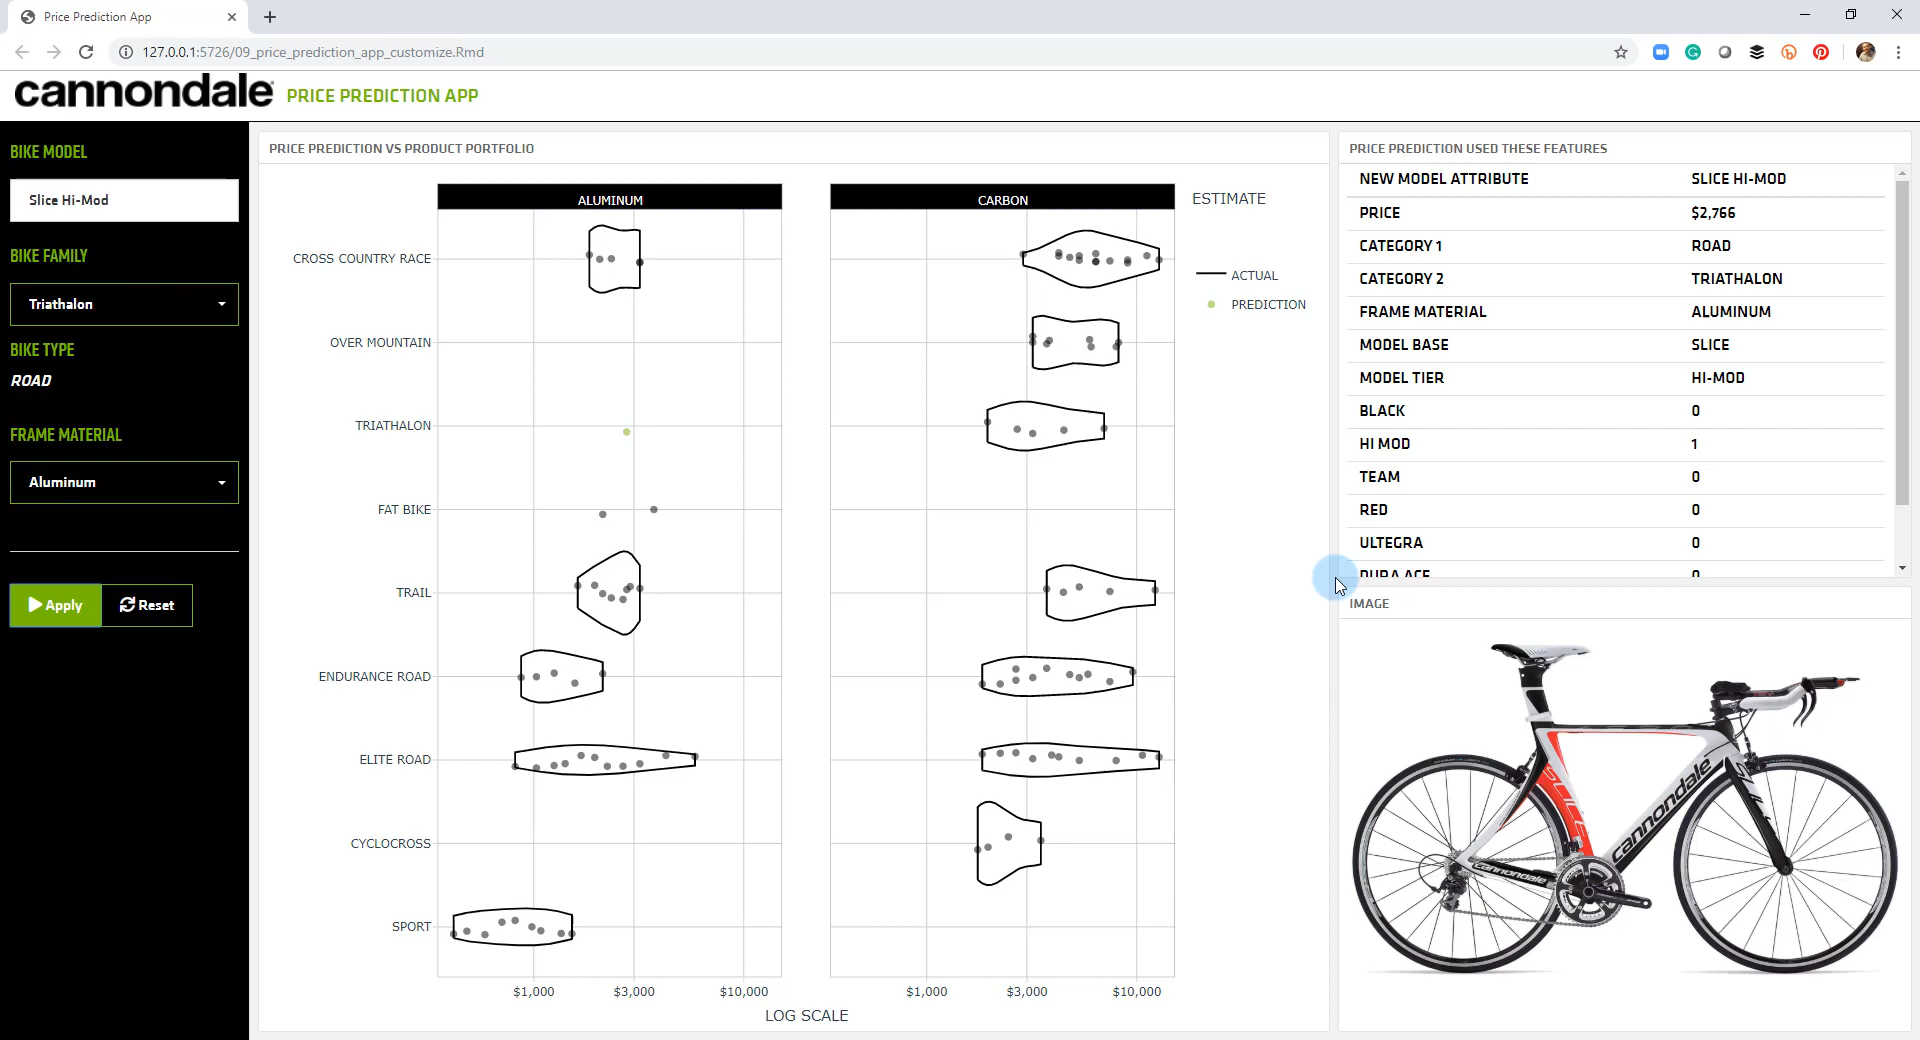 Price Prediction App
127.0.0.1:5726/09_price_prediction_app_customize.Rmd
cannondale PRICE PREDICTION APP
BIKE MODEL
Slice Hi-Mod
BIKE FAMILY
Triathalon
BIKE TYPE
ROAD
FRAME MATERIAL
Aluminum
Apply Reset
PRICE PREDICTION VS PRODUCT PORTFOLIO
ALUMINUM CARBON
CROSS COUNTRY RACE
OVER MOUNTAIN
TRIATHALON
FAT BIKE
TRAIL
ENDURANCE ROAD
ELITE ROAD
CYCLOCROSS
SPORT
$1,000 $3,000 $10,000 $1,000 $3,000 $10,000
LOG SCALE
ESTIMATE
ACTUAL
PREDICTION
PRICE PREDICTION USED THESE FEATURES
NEW MODEL ATTRIBUTE SLICE HI-MOD
PRICE $2,766
CATEGORY 1 ROAD
CATEGORY 2 TRIATHALON
FRAME MATERIAL ALUMINUM
MODEL BASE SLICE
MODEL TIER HI-MOD
BLACK 0
HI MOD 1
TEAM 0
RED 0
ULTEGRA 0
DURA ACE 0
IMAGE
SLICE
cannondale
cannondale